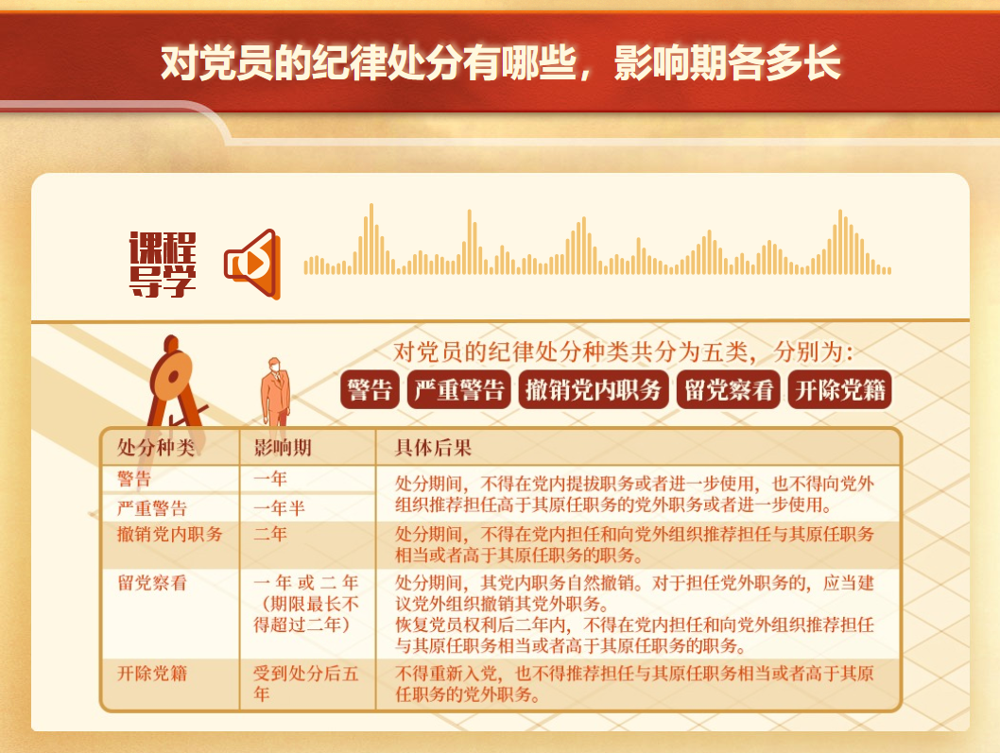 对党员的纪律处分有哪些，影响期各多长
课程
导学
对党员的纪律处分种类共分为五类，分别为：
警告 严重警告 撤销党内职务 留党察看 开除党籍
处分种类 影响期 具体后果
警告 一年
严重警告 一年半
处分期间，不得在党内提拔职务或者进一步使用，也不得向党外
组织推荐担任高于其原任职务的党外职务或者进一步使用。
撤销党内职务 二年 处分期间，不得在党内担任和向党外组织推荐担任与其原任职务
相当或者高于其原任职务的职务。
留党察看
一年或二年
（期限最长不
得超过二年）
处分期间，其党内职务自然撤销。对于担任党外职务的，应当建
议党外组织撤销其党外职务。
恢复党员权利后二年内，不得在党内担任和向党外组织推荐担任
与其原任职务相当或者高于其原任职务的职务。
开除党籍
受到处分后五
年
不得重新入党，也不得推荐担任与其原任职务相当或者高于其原
任职务的党外职务。